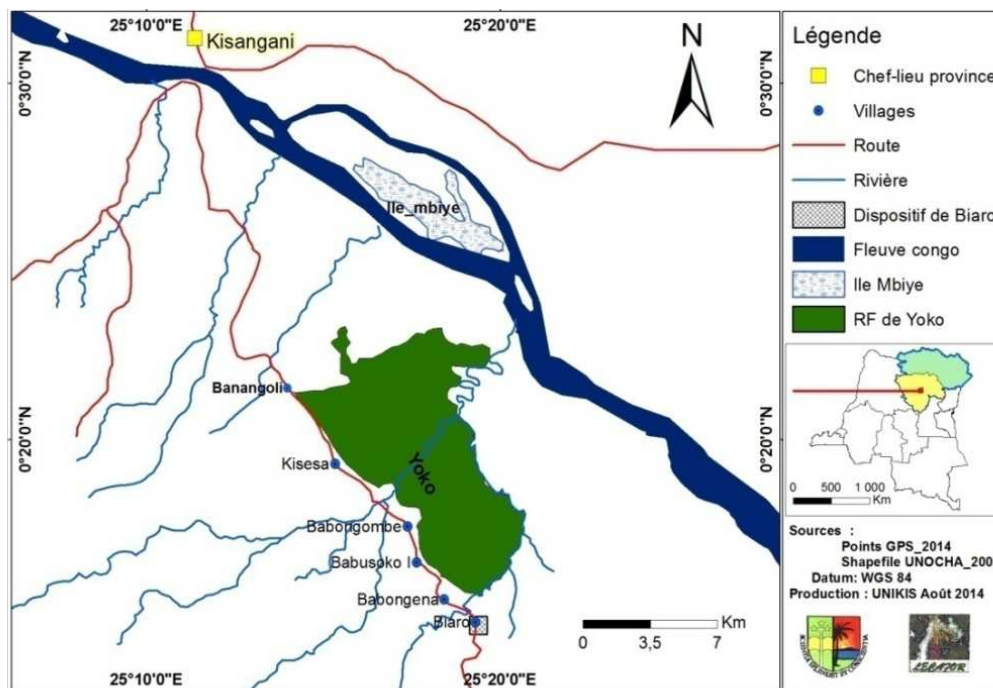 25°10'0"E
25°20'0"E
Kisangani
N
0°30'0"N
0°30'0"N
Ile_mbiye
Banangoli
0°20'0"N
0°20'0"N
Kisesa
Yoko
Babongombe
Babusoko I
Babongena
Biaro
Km
0
3,5
7
25°10'0"E
25°20'0"E
Légende
Chef-lieu province
Villages
Route
Rivière
Dispositif de Biaro
Fleuve congo
Ile Mbiye
RF de Yoko
0 500 1 000
Km
Sources :
Points GPS_2014
Shapefile UNOCHA_200
Datum: WGS 84
Production : UNIKIS Août 2014